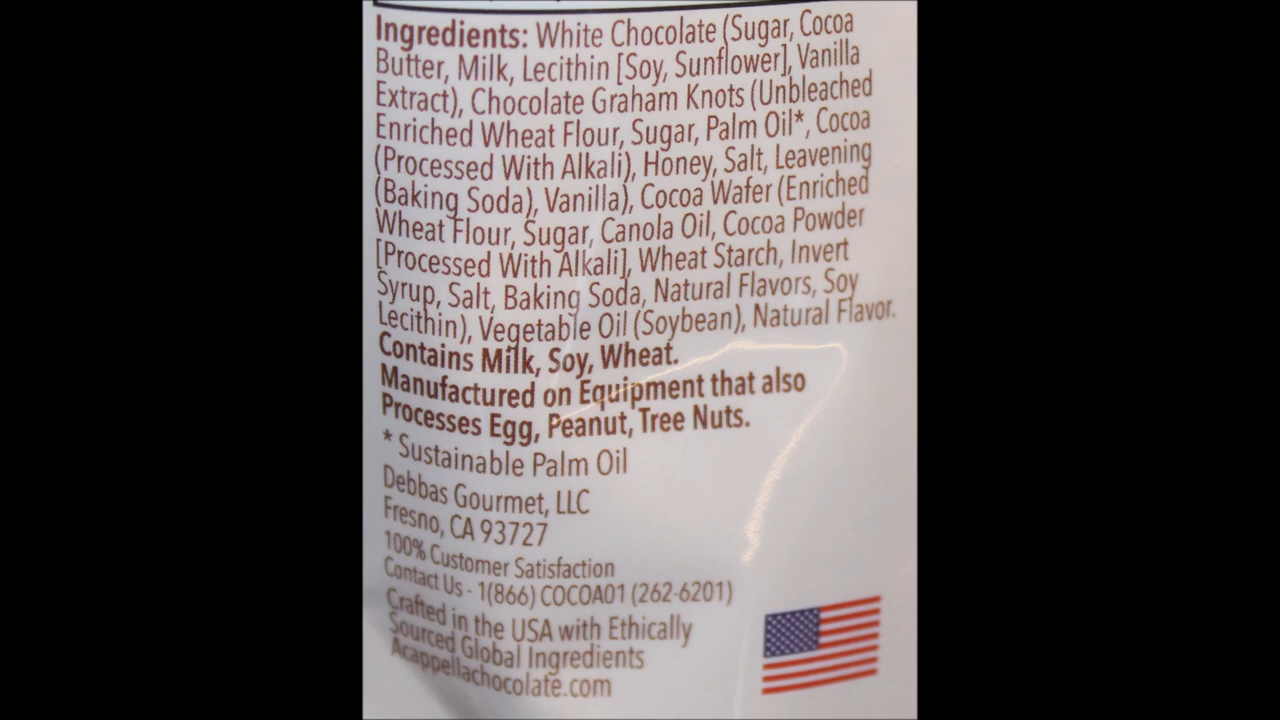 Ingredients: White Chocolate (Sugar, Cocoa
Butter, Milk, Lecithin [Soy, Sunflower], Vanilla
Extract), Chocolate Graham Knots (Unbleached
Enriched Wheat Flour, Sugar, Palm Oil*, Cocoa
(Processed With Alkali), Honey, Salt, Leavening
(Baking Soda), Vanilla), Cocoa Wafer (Enriched
Wheat Flour, Sugar, Canola Oil, Cocoa Powder
[Processed With Alkali], Wheat Starch, Invert
Syrup, Salt, Baking Soda, Natural Flavors, Soy
Lecithin), Vegetable Oil (Soybean), Natural Flavor.
Contains Milk, Soy, Wheat.
Manufactured on Equipment that also
Processes Egg, Peanut, Tree Nuts.
* Sustainable Palm Oil
Debbas Gourmet, LLC
Fresno, CA 93727
100% Customer Satisfaction
Contact Us - 1(866) COCOA01 (262-6201)
Crafted in the USA with Ethically
Sourced Global Ingredients
Acappellachocolate.com